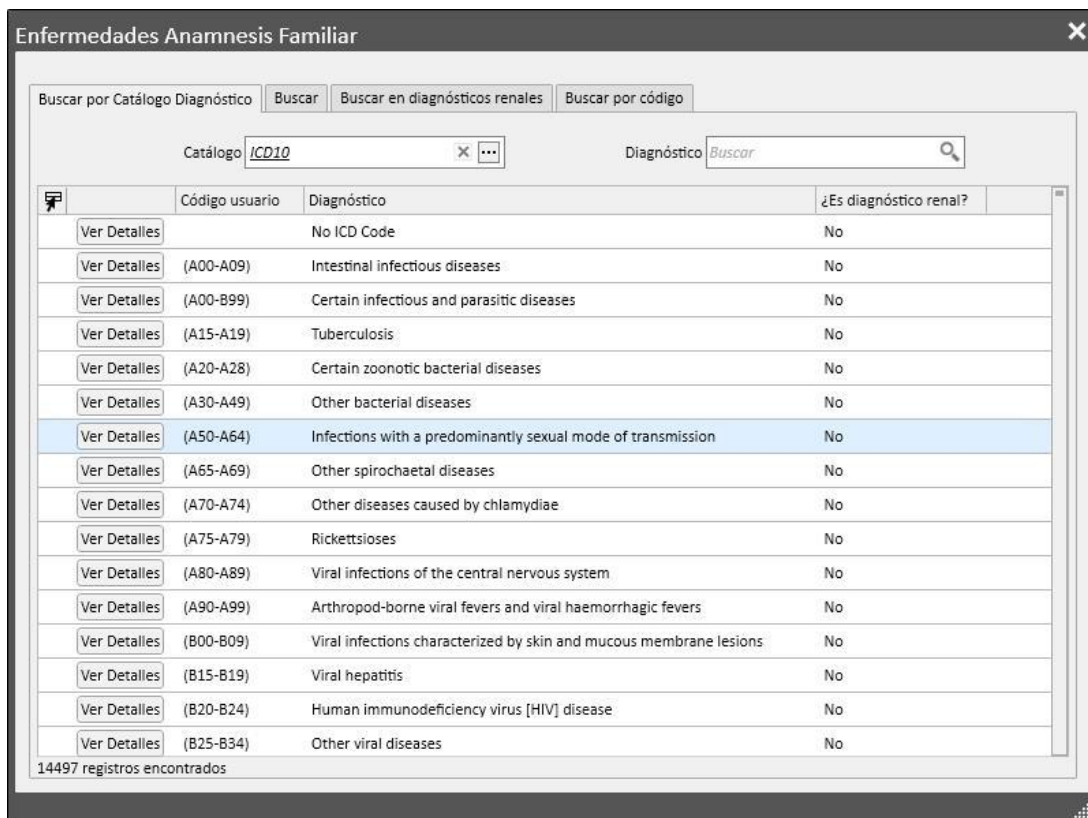 Enfermedades Anamnesis Familiar
Buscar por Catálogo Diagnóstico Buscar Buscar en diagnósticos renales Buscar por código
Catálogo ICD10 Diagnóstico Buscar
Código usuario Diagnóstico ¿Es diagnóstico renal?
Ver Detalles No ICD Code No
Ver Detalles (A00-A09) Intestinal infectious diseases No
Ver Detalles (A00-B99) Certain infectious and parasitic diseases No
Ver Detalles (A15-A19) Tuberculosis No
Ver Detalles (A20-A28) Certain zoonotic bacterial diseases No
Ver Detalles (A30-A49) Other bacterial diseases No
Ver Detalles (A50-A64) Infections with a predominantly sexual mode of transmission No
Ver Detalles (A65-A69) Other spirochaetal diseases No
Ver Detalles (A70-A74) Other diseases caused by chlamydiae No
Ver Detalles (A75-A79) Rickettsioses No
Ver Detalles (A80-A89) Viral infections of the central nervous system No
Ver Detalles (A90-A99) Arthropod-borne viral fevers and viral haemorrhagic fevers No
Ver Detalles (B00-B09) Viral infections characterized by skin and mucous membrane lesions No
Ver Detalles (B15-B19) Viral hepatitis No
Ver Detalles (B20-B24) Human immunodeficiency virus [HIV] disease No
Ver Detalles (B25-B34) Other viral diseases No
14497 registros encontrados